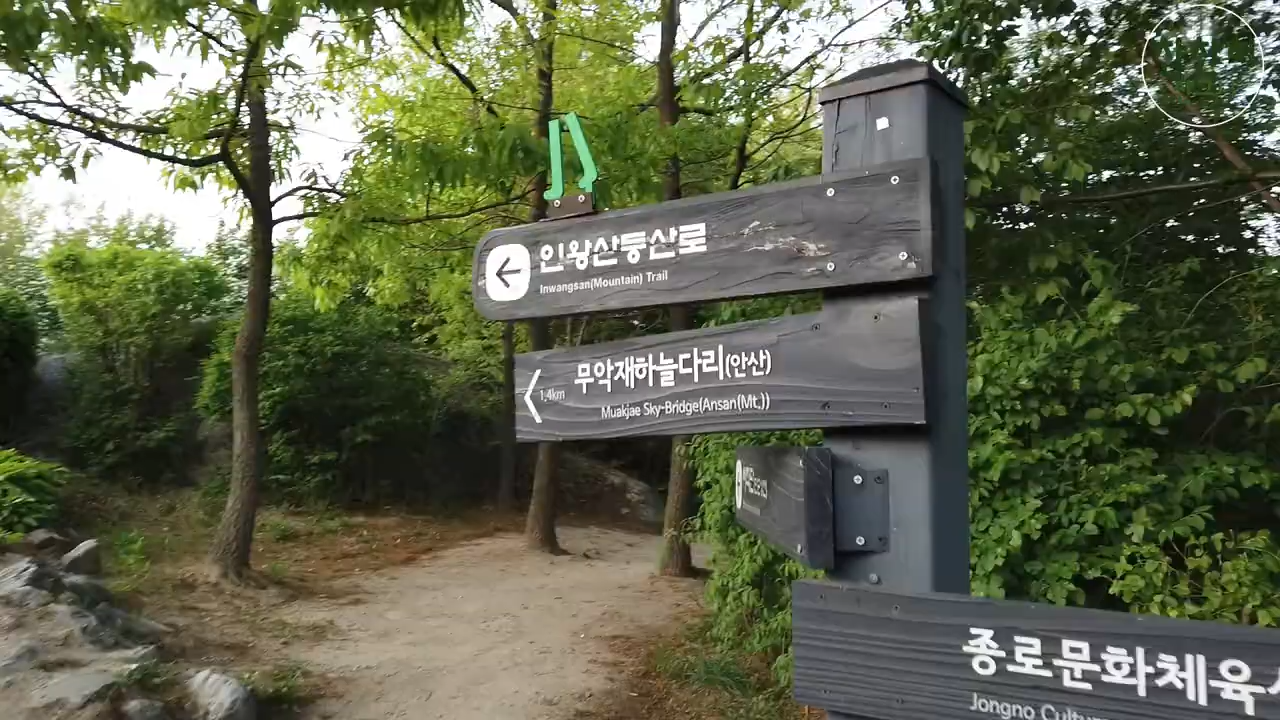 인왕산등산로
Inwangsan(Mountain) Trail
1.4km
무악재하늘다리(안산)
Muakjae Sky-Bridge(Ansan(Mt.))
종로문화체육
Jongno